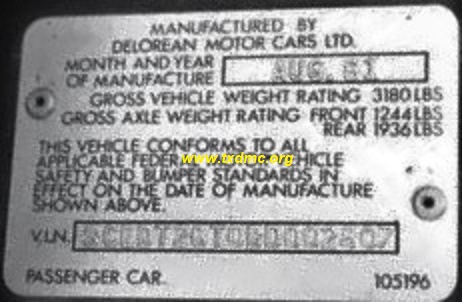 MANUFACTURED BY
DELOREAN MOTOR CARS LTD.
MONTH AND YEAR
OF MANUFACTURE AUG. 81
GROSS VEHICLE WEIGHT RATING 3180 LBS
GROSS AXLE WEIGHT RATING FRONT 1244 LBS
REAR 1936 LBS
THIS VEHICLE CONFORMS TO ALL
APPLICABLE VEHICLE
www.txdmc.org
SAFETY AND BUMPER STANDARDS IN
EFFECT ON THE DATE OF MANUFACTURE
SHOWN ABOVE.
V.I.N.
PASSENGER CAR 105196